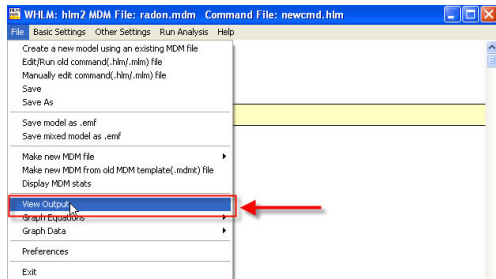 WHLM: hlm2 MDM File: radon.mdm Command File: newcmd.hlm
File Basic Settings Other Settings Run Analysis Help
Create a new model using an existing MDM file
Edit/Run old command(.hlm/.mlm) file
Manually edit command(.hlm/.mlm) file
Save
Save As
Save model as .emf
Save mixed model as .emf
Make new MDM file
Make new MDM from old MDM template(.mdmt) file
Display MDM stats
View Output
Graph Equations
Graph Data
Preferences
Exit